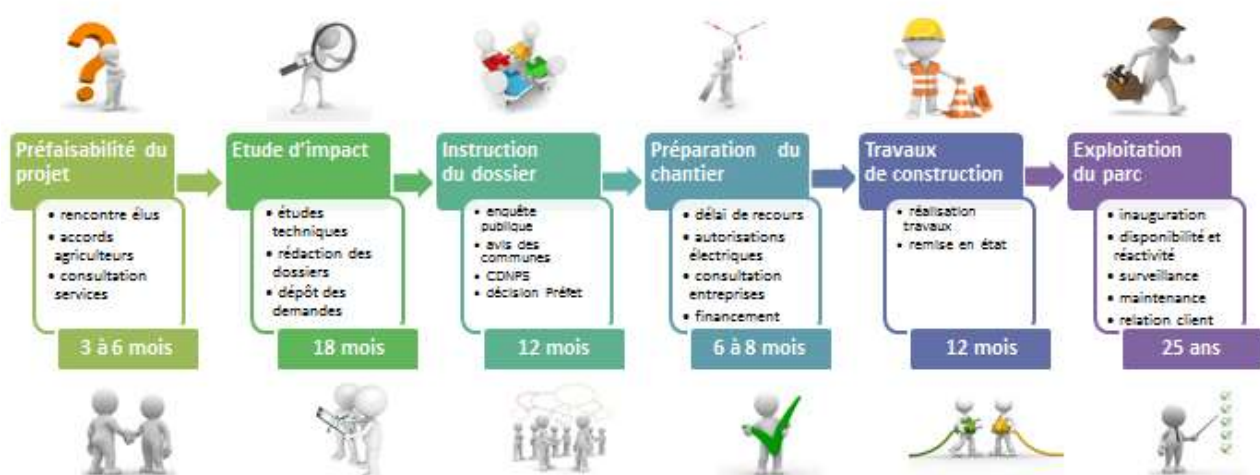 Préfaisabilité du
projet
• rencontre élus
• accords
agriculteurs
• consultation
services
3 à 6 mois
Etude d'impact
• études
techniques
• rédaction des
dossiers
• dépôt des
demandes
18 mois
Instruction
du dossier
• enquête
publique
• avis des
communes
• CDNPS
• décision Préfet
12 mois
Préparation du
chantier
• délai de recours
• autorisations
électriques
• consultation
entreprises
• financement
6 à 8 mois
Travaux
de construction
• réalisation
travaux
• remise en état
12 mois
Exploitation
du parc
• inauguration
• disponibilité et
réactivité
• surveillance
• maintenance
• relation client
25 ans